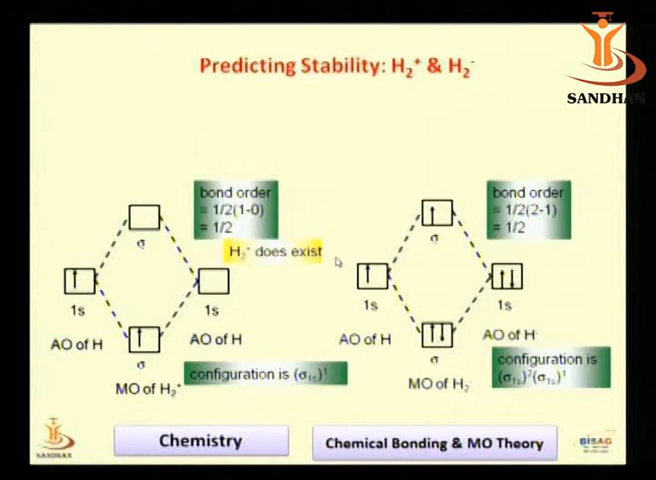 Predicting Stability: H₂⁺ & H₂⁻
SANDHAN
bond order
= 1/2(1-0)
= 1/2
H₂⁺ does exist
σ
1s
1s
AO of H
AO of H
σ
MO of H₂⁺
configuration is (σ₁ₛ)¹
bond order
= 1/2(2-1)
= 1/2
σ
1s
1s
AO of H
AO of H⁻
σ
MO of H₂⁻
configuration is
(σ₁ₛ)²(σ₁ₛ)¹
SANDHAN
Chemistry
Chemical Bonding & MO Theory
BISAG